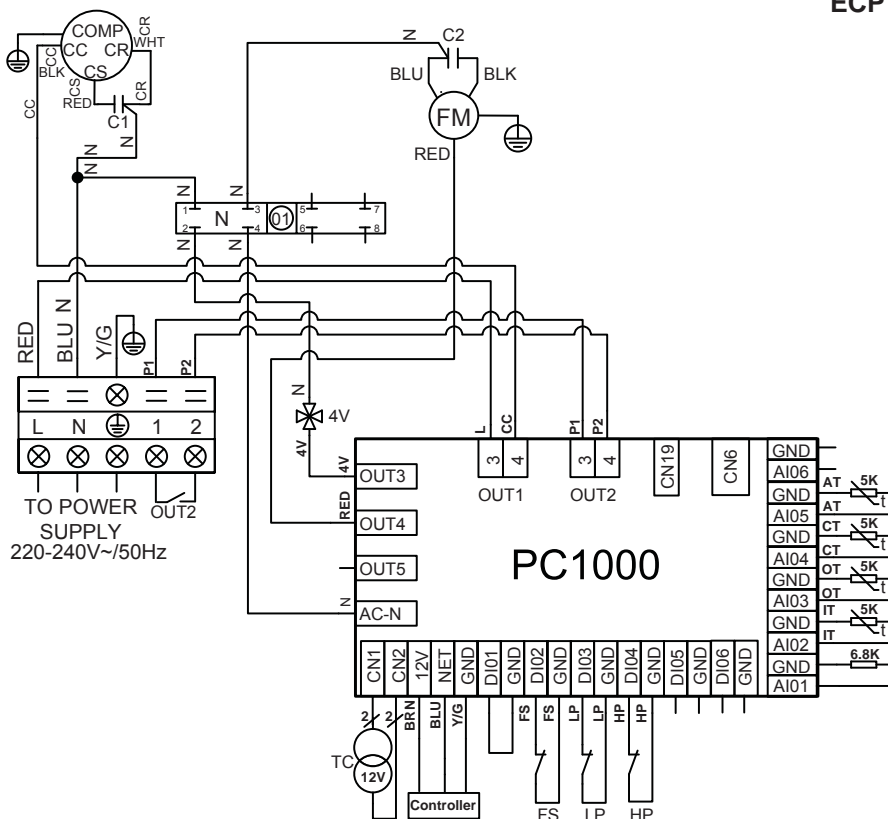 ECP
COMP
CC CR
CS
CR
WHT
CC
BLK
CS
RED
CR
C1
CC
N
N
N
N
N
C2
BLU BLK
FM
RED
N N
1 3 5 7
N 01
2 4 6 8
N N
RED
BLU N
Y/G
P1
P2
L N 1 2
TO POWER
SUPPLY
220-240V~/50Hz
OUT2
N
4V
4V
L CC P1 P2
3 4 3 4
OUT1 OUT2
CN19 CN6
4V
OUT3
RED
OUT4
OUT5
N
AC-N
PC1000
GND
AI06
GND
AI05
GND
AI04
GND
AI03
GND
AI02
GND
AI01
AT 5K
t
AT
CT 5K
t
CT
OT 5K
t
OT
IT 5K
t
IT
6.8K
CN1 CN2 12V NET GND DI01 GND DI02 GND DI03 GND DI04 GND DI05 GND DI06 GND
2 2 BRN BLU Y/G FS FS LP LP HP HP
TC
12V
Controller
FS LP HP